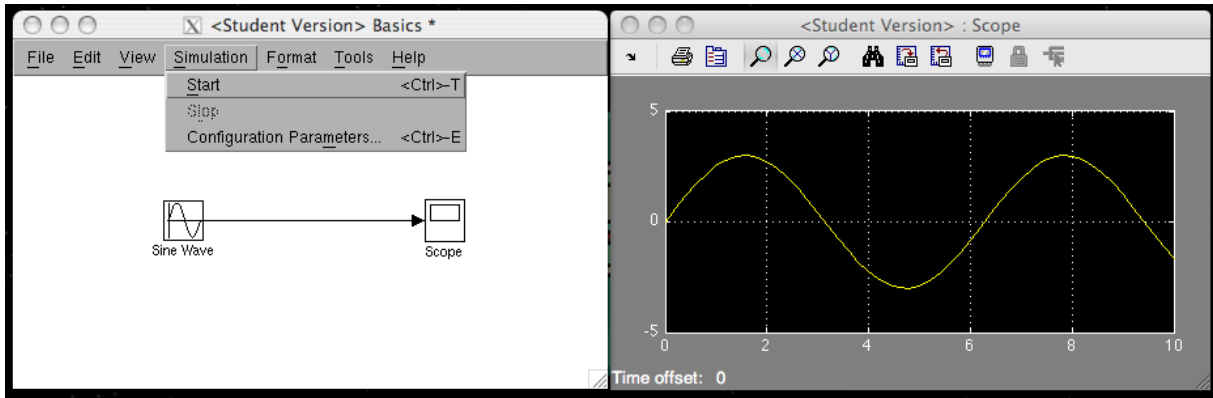 <Student Version> Basics *
File Edit View Simulation Format Tools Help
Start <Ctrl>-T
Stop
Configuration Parameters... <Ctrl>-E
Sine Wave
Scope
<Student Version> : Scope
5
0
-5
0 2 4 6 8 10
Time offset: 0